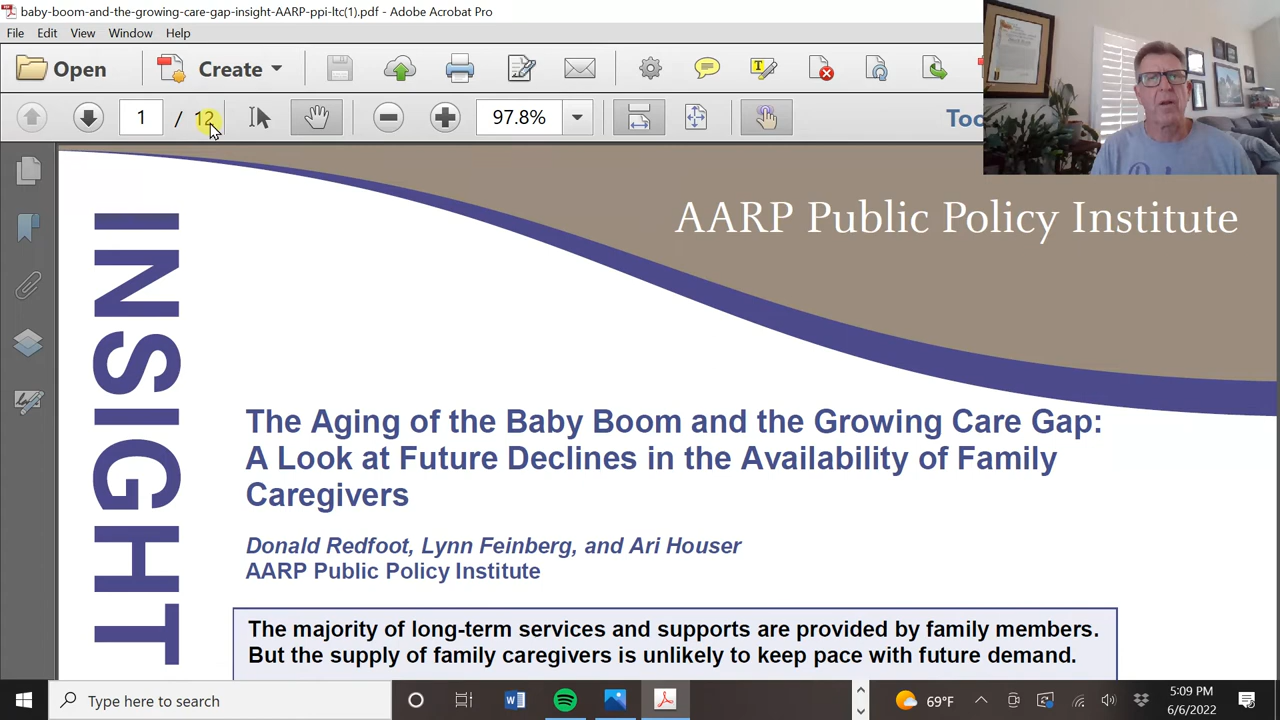 baby-boom-and-the-growing-care-gap-insight-AARP-ppi-ltc(1).pdf - Adobe Acrobat Pro
File Edit View Window Help
Open Create
1 / 12 97.8%
AARP Public Policy Institute
INSIGHT
The Aging of the Baby Boom and the Growing Care Gap:
A Look at Future Declines in the Availability of Family
Caregivers
Donald Redfoot, Lynn Feinberg, and Ari Houser
AARP Public Policy Institute
The majority of long-term services and supports are provided by family members.
But the supply of family caregivers is unlikely to keep pace with future demand.
Type here to search
69°F
5:09 PM
6/6/2022